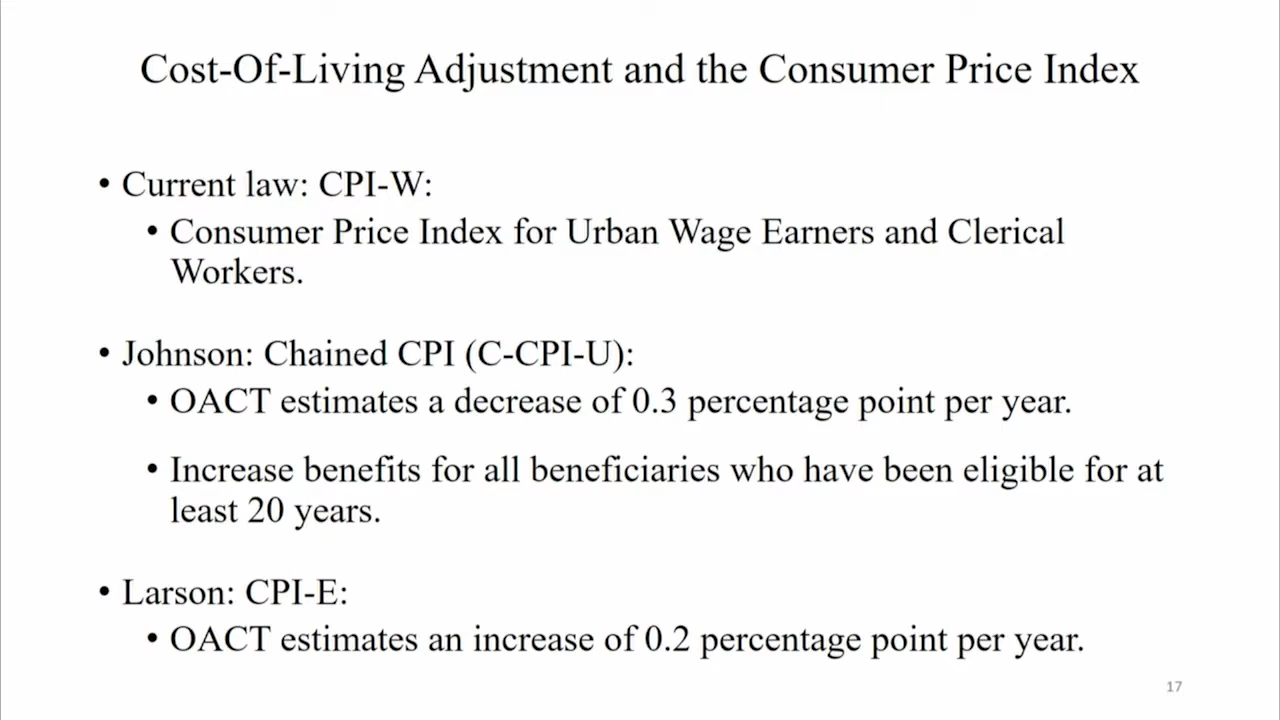 Cost-Of-Living Adjustment and the Consumer Price Index
• Current law: CPI-W:
• Consumer Price Index for Urban Wage Earners and Clerical
Workers.
• Johnson: Chained CPI (C-CPI-U):
• OACT estimates a decrease of 0.3 percentage point per year.
• Increase benefits for all beneficiaries who have been eligible for at
least 20 years.
• Larson: CPI-E:
• OACT estimates an increase of 0.2 percentage point per year.
17